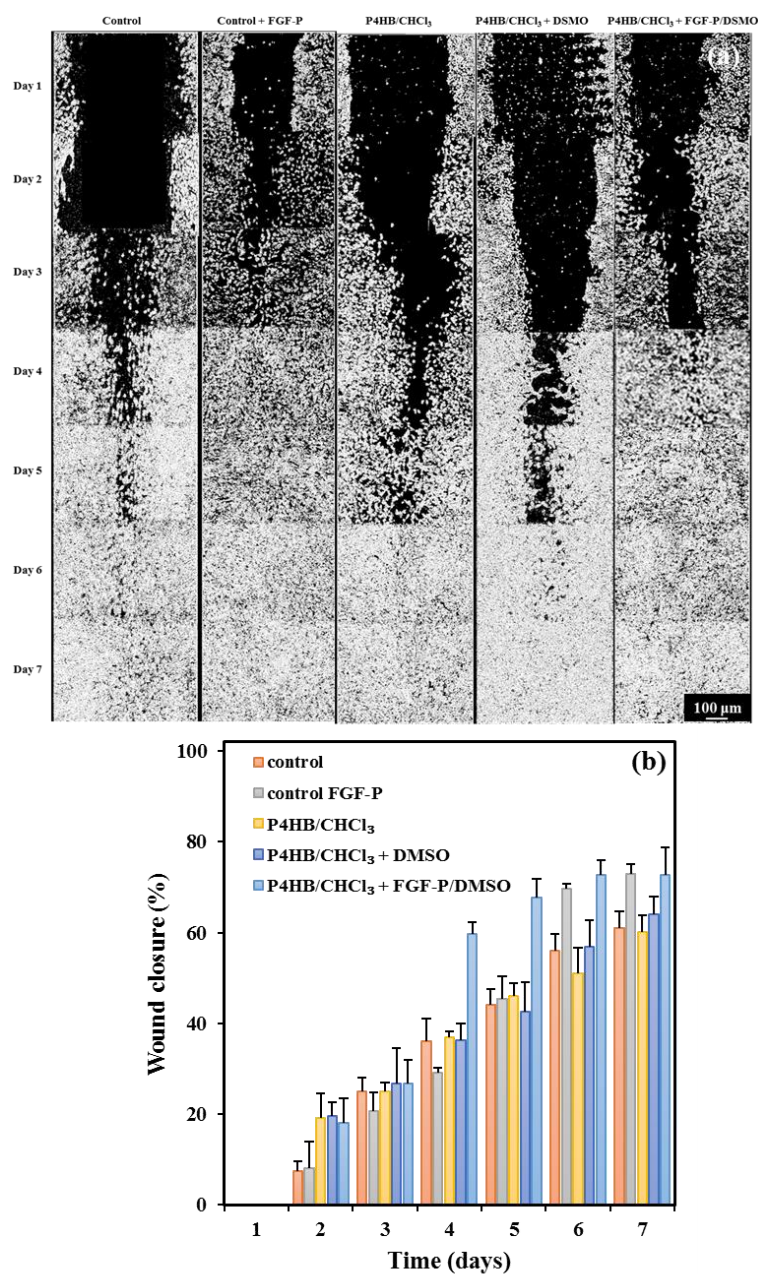 Control Control + FGF-P P4HB/CHCl₃ P4HB/CHCl₃ + DSMO P4HB/CHCl₃ + FGF-P/DSMO
(a)
Day 1
Day 2
Day 3
Day 4
Day 5
Day 6
Day 7
100 µm
(b)
control
control FGF-P
P4HB/CHCl₃
P4HB/CHCl₃ + DMSO
P4HB/CHCl₃ + FGF-P/DMSO
Wound closure (%)
100
80
60
40
20
0
1 2 3 4 5 6 7
Time (days)